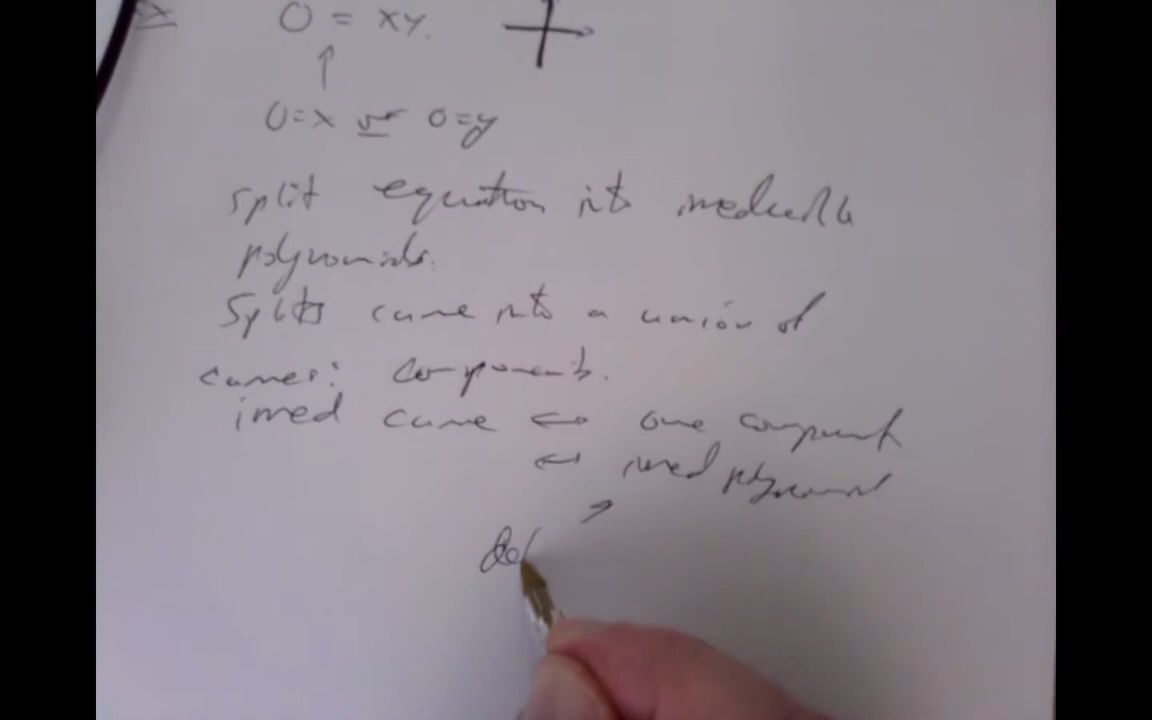 Ex 0 = xy.
0=x or 0=y
split equation into irreducible
polynomials.
Splits curve into a union of
curves: components.
irred curve ↔ one component
↔ irred polynomial